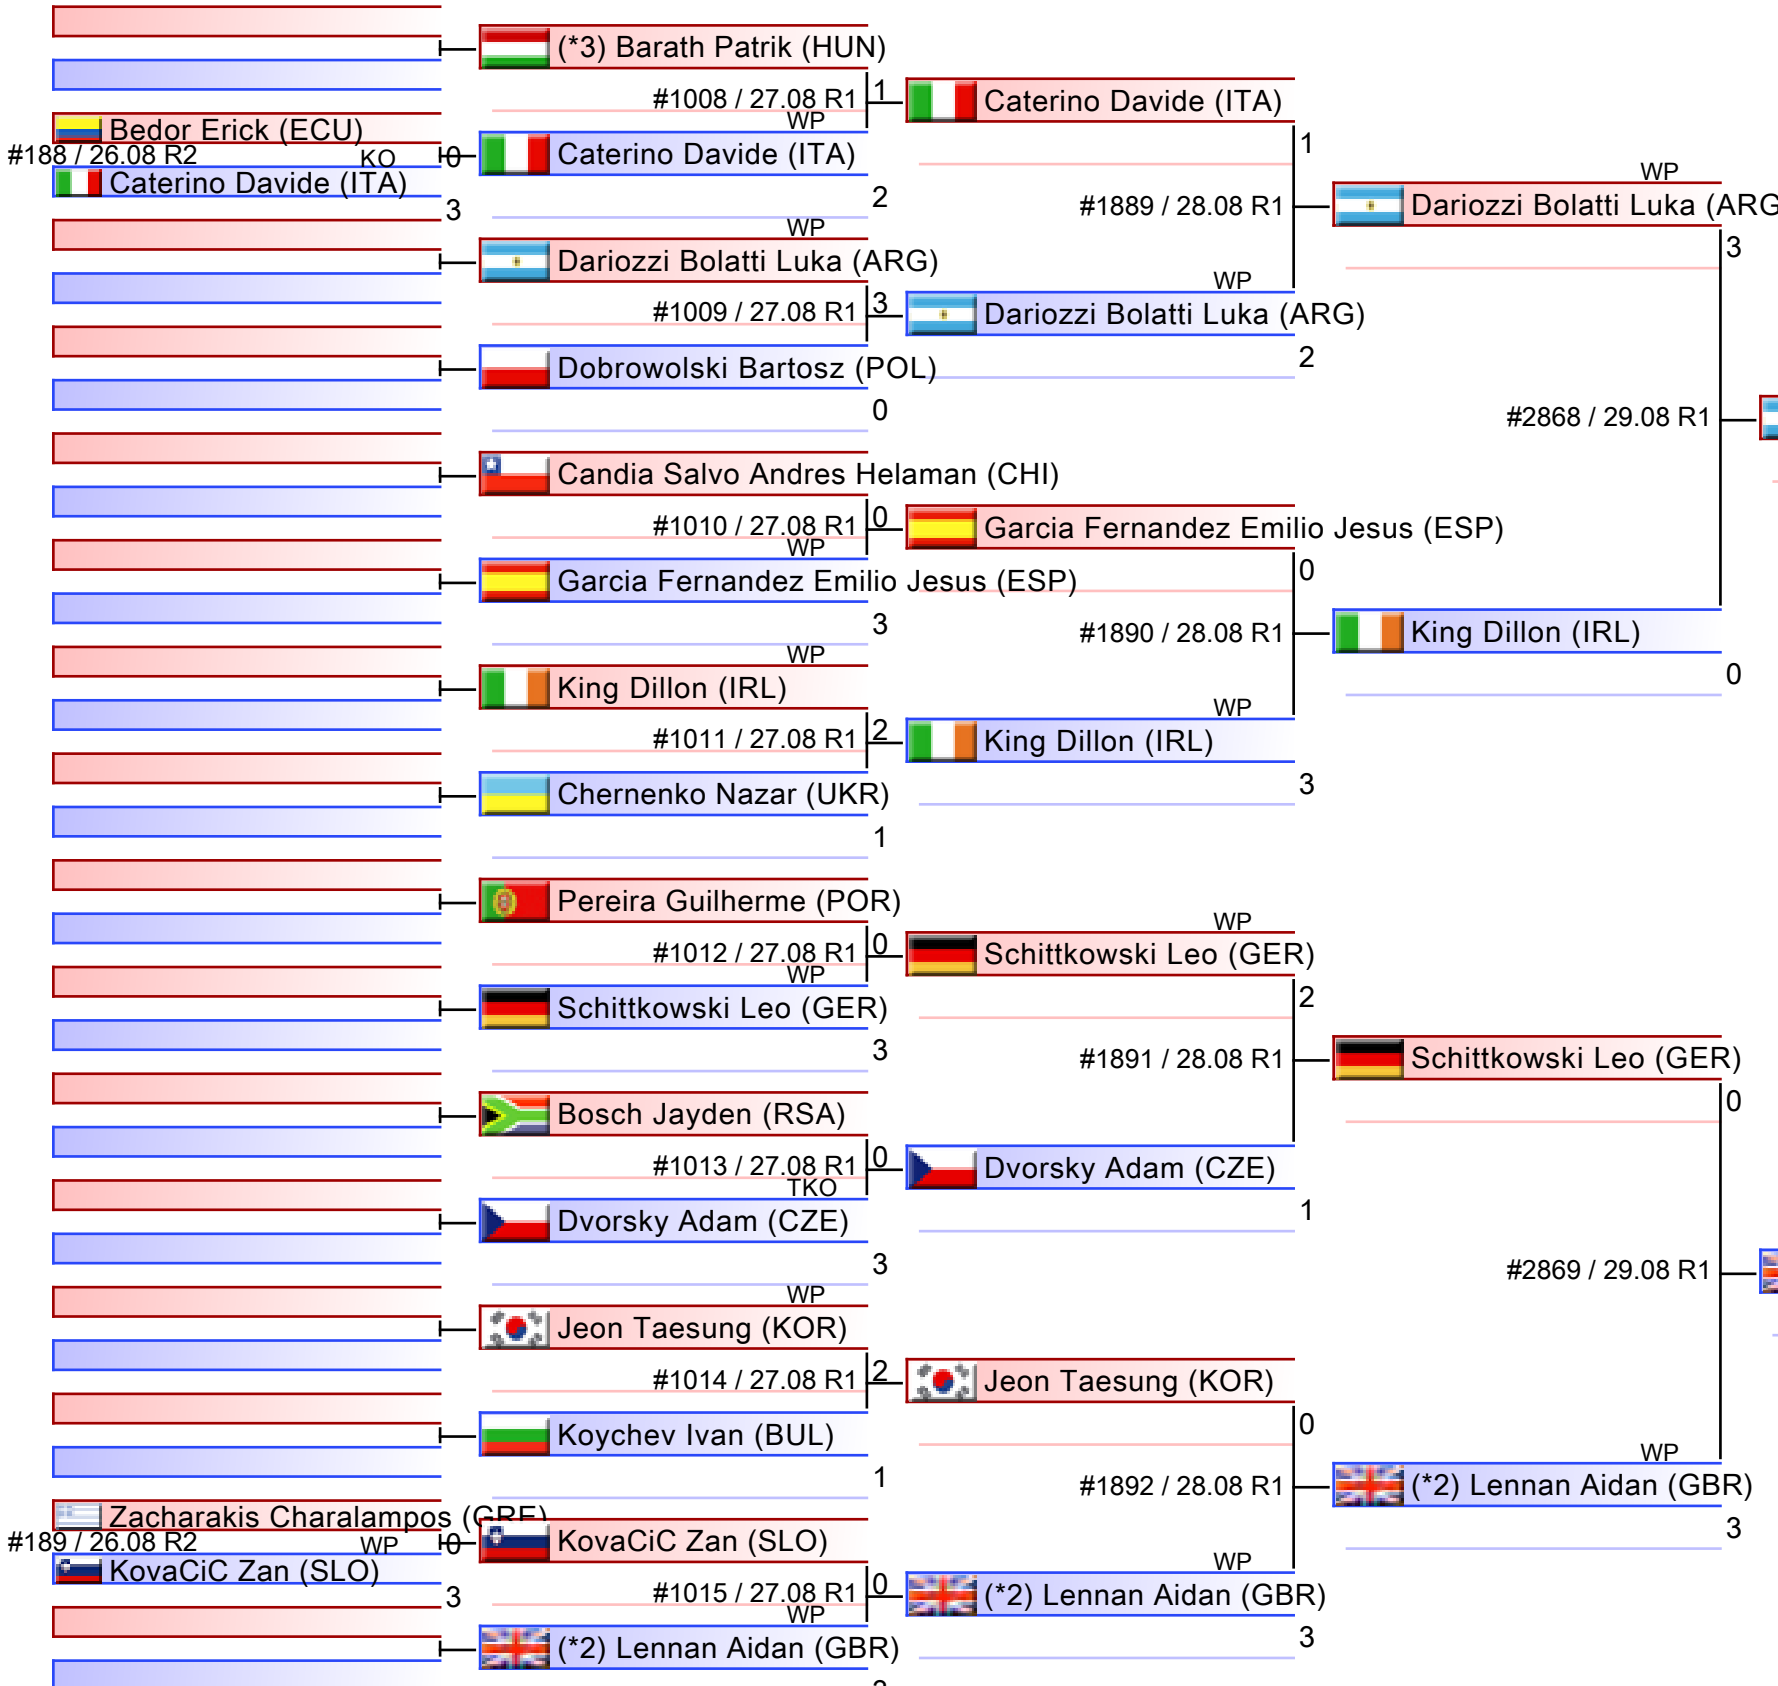 (*3) Barath Patrik (HUN)
#1008 / 27.08 R1
1
WP
Caterino Davide (ITA)
2
Bedor Erick (ECU)
#188 / 26.08 R2
KO
0
Caterino Davide (ITA)
3
WP
Dariozzi Bolatti Luka (ARG)
#1009 / 27.08 R1
3
Dobrowolski Bartosz (POL)
0
Candia Salvo Andres Helaman (CHI)
#1010 / 27.08 R1
0
WP
Garcia Fernandez Emilio Jesus (ESP)
3
WP
King Dillon (IRL)
#1011 / 27.08 R1
2
Chernenko Nazar (UKR)
1
Pereira Guilherme (POR)
#1012 / 27.08 R1
0
WP
Schittkowski Leo (GER)
3
Bosch Jayden (RSA)
#1013 / 27.08 R1
0
TKO
Dvorsky Adam (CZE)
3
WP
Jeon Taesung (KOR)
#1014 / 27.08 R1
2
Koychev Ivan (BUL)
1
Zacharakis Charalampos (GRE)
#189 / 26.08 R2
WP
0
KovaCiC Zan (SLO)
3
KovaCiC Zan (SLO)
#1015 / 27.08 R1
0
WP
(*2) Lennan Aidan (GBR)
Caterino Davide (ITA)
1
#1889 / 28.08 R1
WP
Dariozzi Bolatti Luka (ARG)
2
Garcia Fernandez Emilio Jesus (ESP)
0
#1890 / 28.08 R1
WP
King Dillon (IRL)
3
WP
Schittkowski Leo (GER)
2
#1891 / 28.08 R1
Dvorsky Adam (CZE)
1
Jeon Taesung (KOR)
0
#1892 / 28.08 R1
WP
(*2) Lennan Aidan (GBR)
3
WP
Dariozzi Bolatti Luka (ARG
3
#2868 / 29.08 R1
King Dillon (IRL)
0
Schittkowski Leo (GER)
0
#2869 / 29.08 R1
WP
(*2) Lennan Aidan (GBR)
3